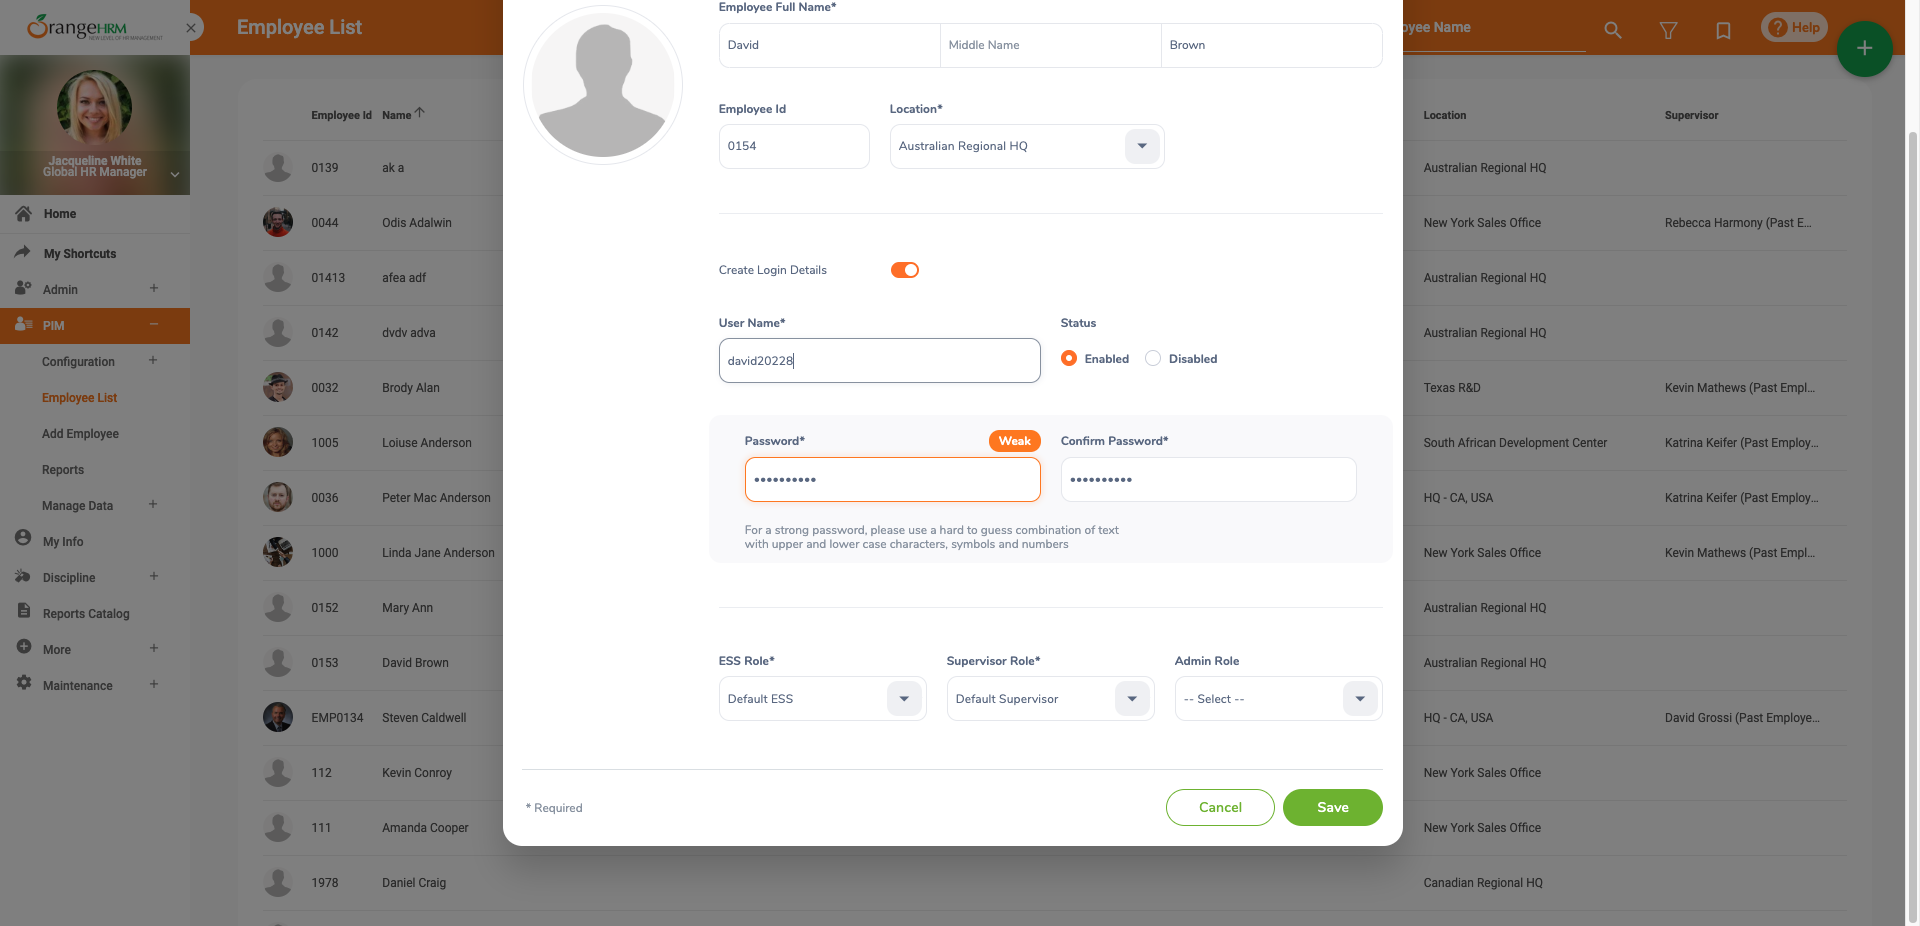 OrangeHRM
NEW LEVEL OF HR MANAGEMENT
Employee List
yee Name
Help
Jacqueline White
Global HR Manager
Home
My Shortcuts
Admin
PIM
Configuration
Employee List
Add Employee
Reports
Manage Data
My Info
Discipline
Reports Catalog
More
Maintenance
Employee Id Name Location Supervisor
0139 ak a Australian Regional HQ
0044 Odis Adalwin New York Sales Office Rebecca Harmony (Past E...
01413 afea adf Australian Regional HQ
0142 dvdv adva Australian Regional HQ
0032 Brody Alan Texas R&D Kevin Mathews (Past Empl...
1005 Loiuse Anderson South African Development Center Katrina Keifer (Past Employ...
0036 Peter Mac Anderson HQ - CA, USA Katrina Keifer (Past Employ...
1000 Linda Jane Anderson New York Sales Office Kevin Mathews (Past Empl...
0152 Mary Ann Australian Regional HQ
0153 David Brown Australian Regional HQ
EMP0134 Steven Caldwell HQ - CA, USA David Grossi (Past Employe...
112 Kevin Conroy New York Sales Office
111 Amanda Cooper New York Sales Office
1978 Daniel Craig Canadian Regional HQ
Employee Full Name*
David Middle Name Brown
Employee Id Location*
0154 Australian Regional HQ
Create Login Details
User Name* Status
david20228 Enabled Disabled
Password* Weak Confirm Password*
•••••••••• ••••••••••
For a strong password, please use a hard to guess combination of text
with upper and lower case characters, symbols and numbers
ESS Role* Supervisor Role* Admin Role
Default ESS Default Supervisor -- Select --
* Required Cancel Save